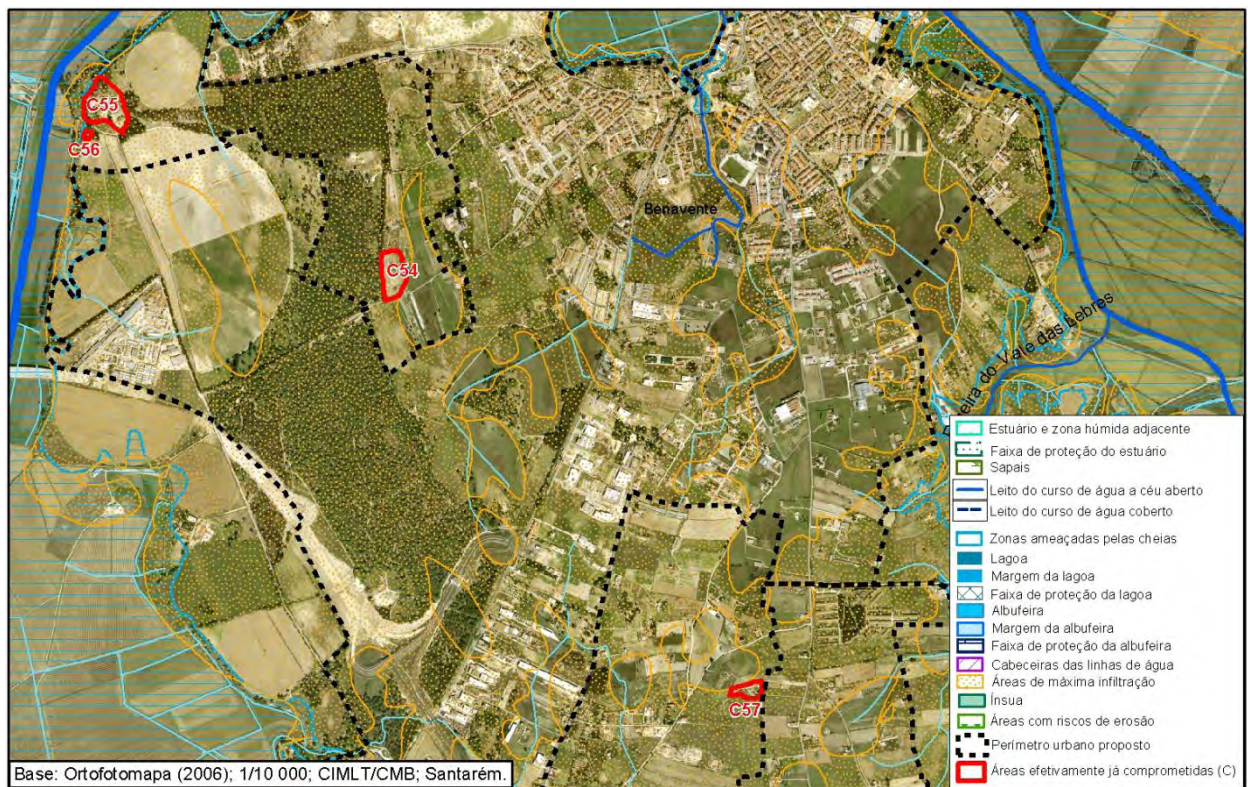 C55
C56
Benavente
C54
Ribeira do Vale das Lebres
C57
Estuário e zona húmida adjacente
Faixa de proteção do estuário
Sapais
Leito do curso de água a céu aberto
Leito do curso de água coberto
Zonas ameaçadas pelas cheias
Lagoa
Margem da lagoa
Faixa de proteção da lagoa
Albufeira
Margem da albufeira
Faixa de proteção da albufeira
Cabeceiras das linhas de água
Áreas de máxima infiltração
Ínsua
Áreas com riscos de erosão
Perímetro urbano proposto
Áreas efetivamente já comprometidas (C)
Base: Ortofotomapa (2006); 1/10 000; CIMLT/CMB; Santarém.